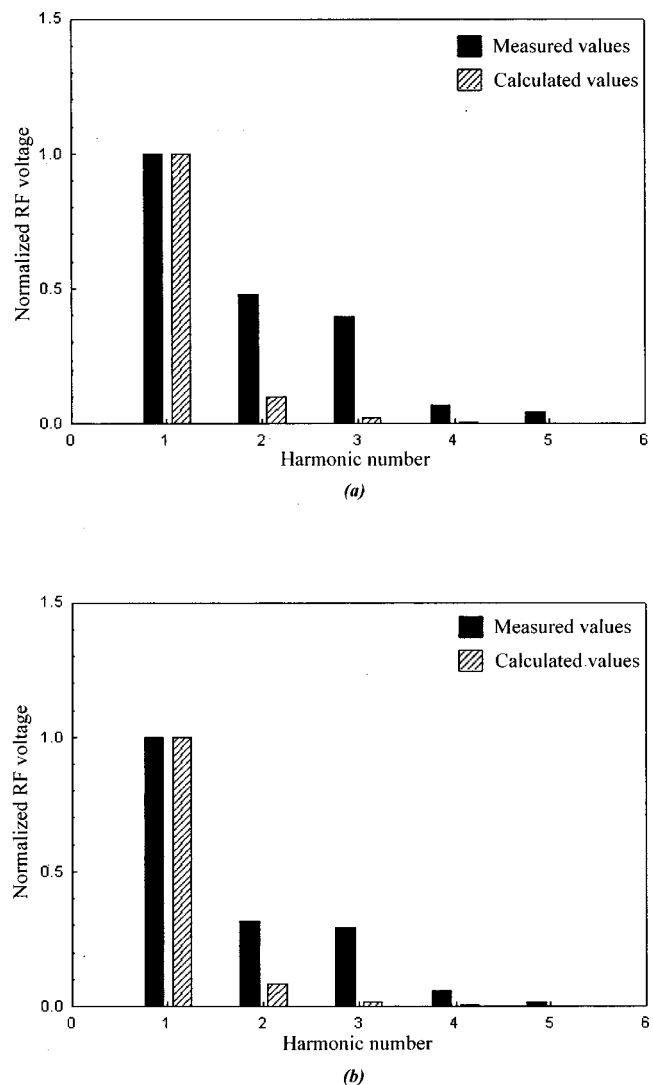 1.5
Measured values
Calculated values
1.0
Normalized RF voltage
0.5
0.0
0 1 2 3 4 5 6
Harmonic number
(a)
1.5
Measured values
Calculated values
1.0
Normalized RF voltage
0.5
0.0
0 1 2 3 4 5 6
Harmonic number
(b)